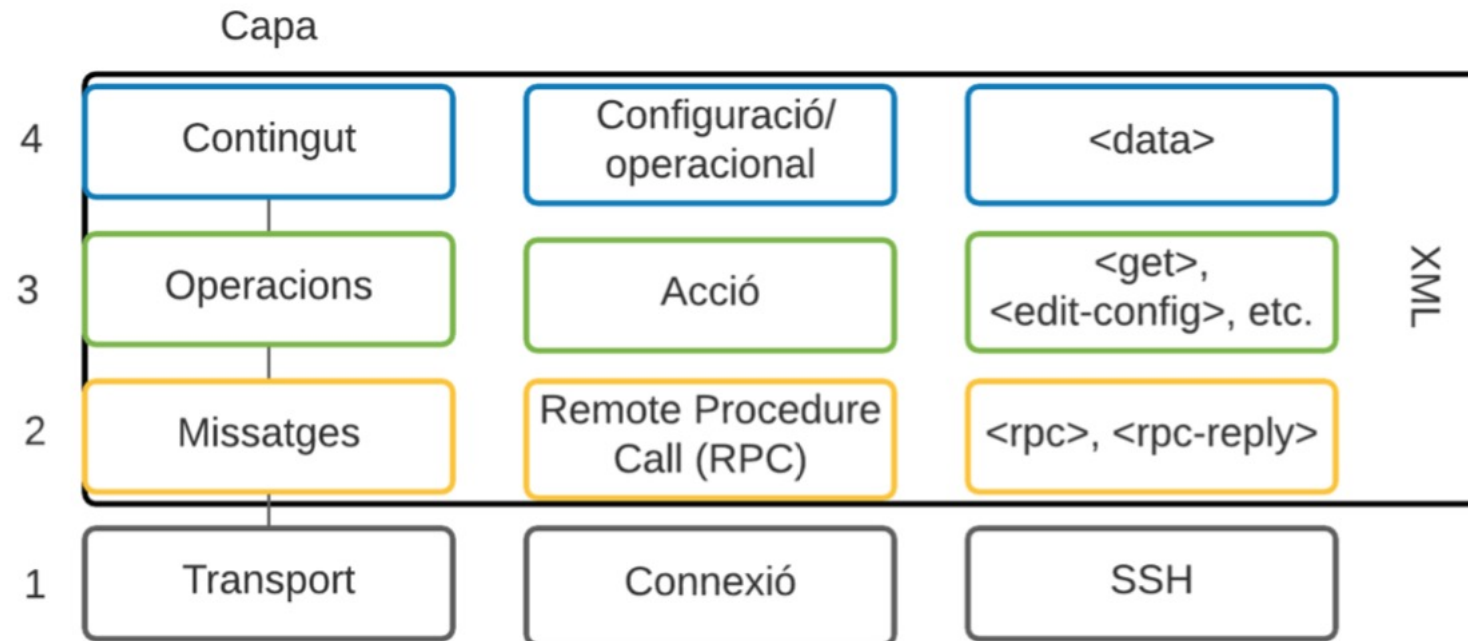 Capa
4
Contingut
Configuració/
operacional
<data>
3
Operacions
Acció
<get>,
<edit-config>, etc.
XML
2
Missatges
Remote Procedure
Call (RPC)
<rpc>, <rpc-reply>
1
Transport
Connexió
SSH